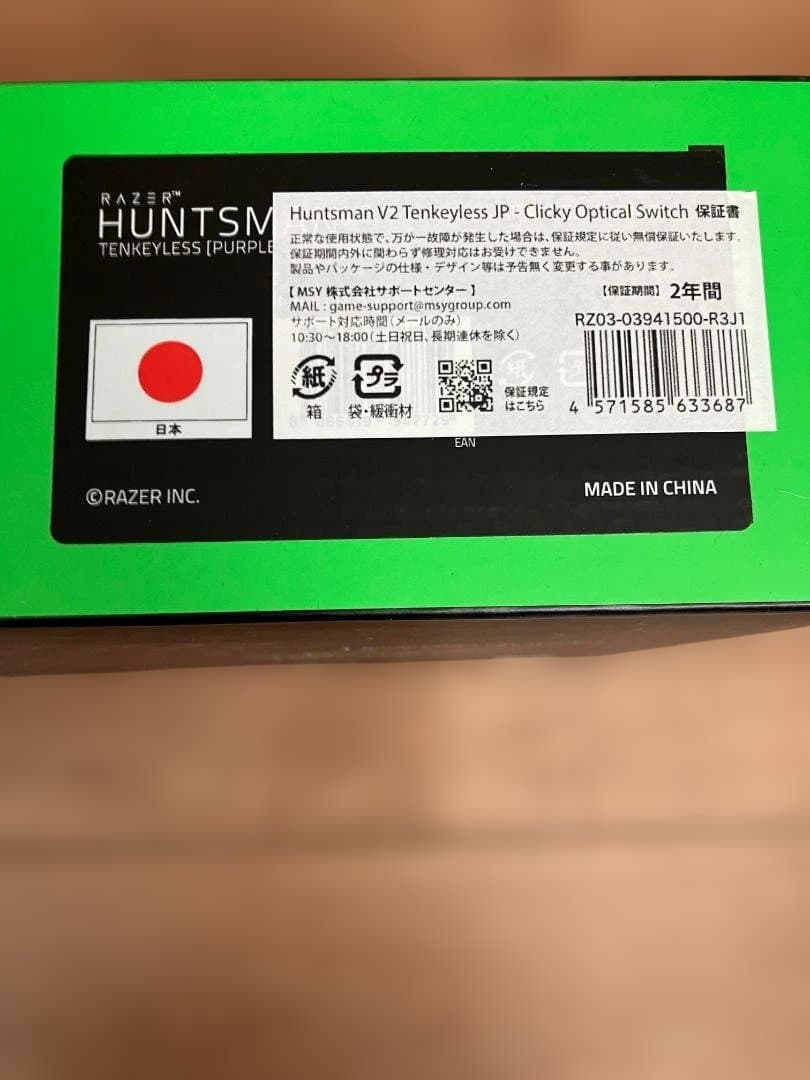 RAZER™
HUNTSM
TENKEYLESS [PURPLE
Huntsman V2 Tenkeyless JP - Clicky Optical Switch 保証書
正常な使用状態で、万が一故障が発生した場合は、保証規定に従い無償保証いたします。
保証期間内外に関わらず修理対応はお受けできません。
製品やパッケージの仕様・デザイン等は予告無く変更する事があります。
【 MSY 株式会社サポートセンター 】
【保証期間】 2年間
MAIL : game-support@msygroup.com
サポート対応時間（メールのみ）
RZ03-03941500-R3J1
10:30～18:00（土日祝日、長期連休を除く）
紙
プラ
箱
袋・緩衝材
保証規定
はこちら
4 571585 633687
日本
EAN
©RAZER INC.
MADE IN CHINA